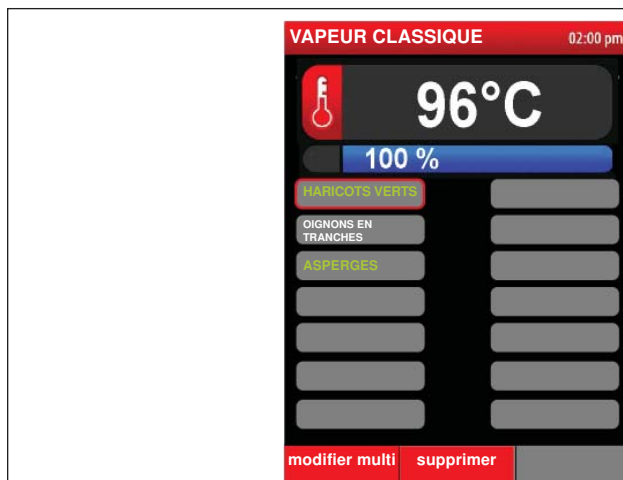 VAPEUR CLASSIQUE 02:00 pm
96°C
100 %
HARICOTS VERTS
OIGNONS EN
TRANCHES
ASPERGES
modifier multi supprimer